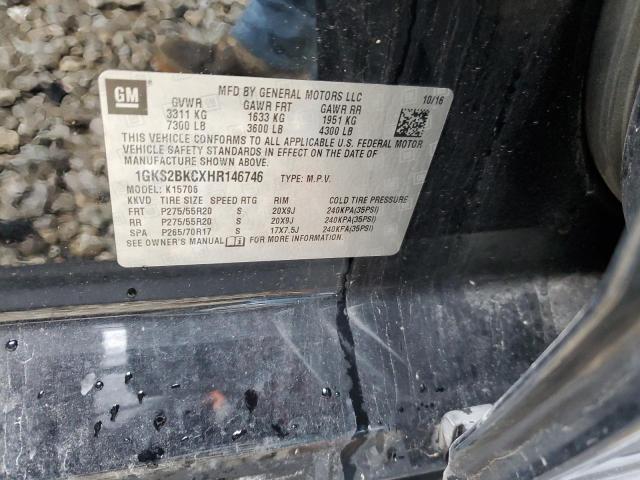 GM
MFD BY GENERAL MOTORS LLC 10/16
GVWR GAWR FRT GAWR RR
3311 KG 1633 KG 1951 KG
7300 LB 3600 LB 4300 LB
THIS VEHICLE CONFORMS TO ALL APPLICABLE U.S. FEDERAL MOTOR
VEHICLE SAFETY STANDARDS IN EFFECT ON THE DATE OF
MANUFACTURE SHOWN ABOVE.
1GKS2BKCXHR146746 TYPE: M.P.V.
MODEL: K15706
KKVD TIRE SIZE SPEED RTG RIM COLD TIRE PRESSURE
FRT P275/55R20 S 20X9J 240KPA(35PSI)
RR P275/55R20 S 20X9J 240KPA(35PSI)
SPA P265/70R17 S 17X7.5J 240KPA(35PSI)
SEE OWNER'S MANUAL FOR MORE INFORMATION.